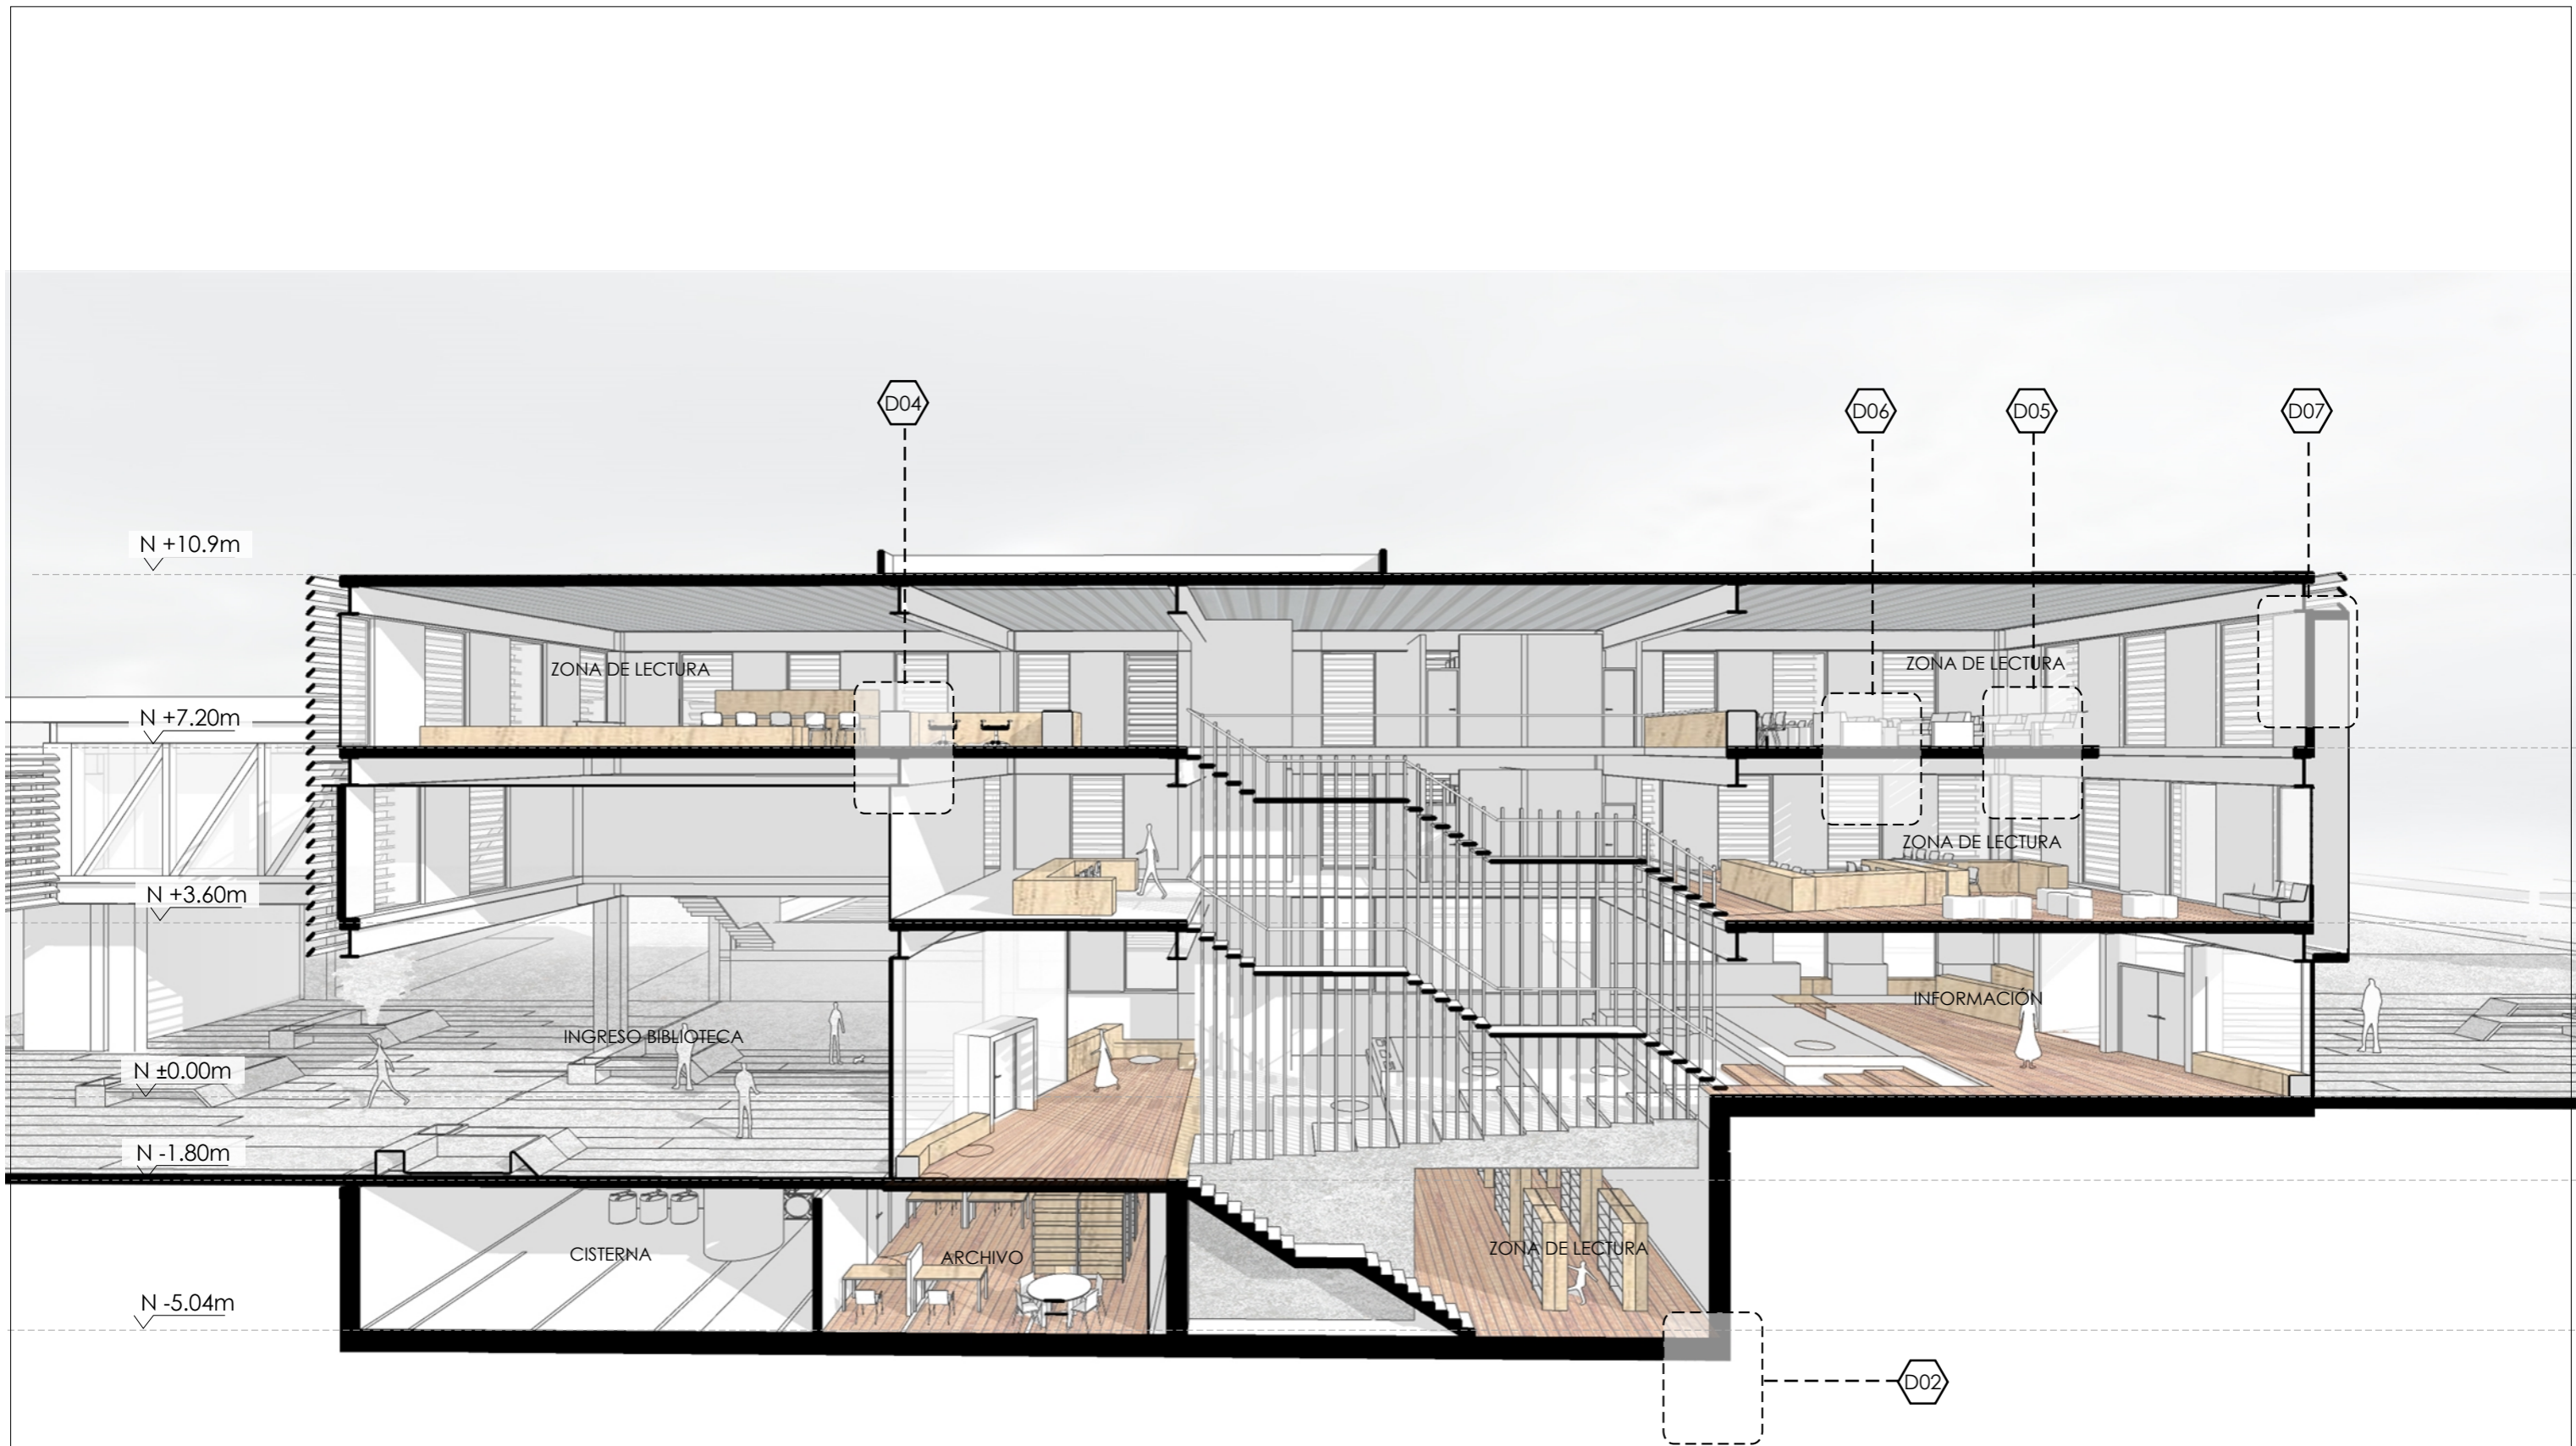 D04
D06
D05
D07
N +10.9m
ZONA DE LECTURA
ZONA DE LECTURA
N +7.20m
ZONA DE LECTURA
N +3.60m
INFORMACIÓN
INGRESO BIBLIOTECA
N ±0.00m
N -1.80m
CISTERNA
ARCHIVO
ZONA DE LECTURA
N -5.04m
D02